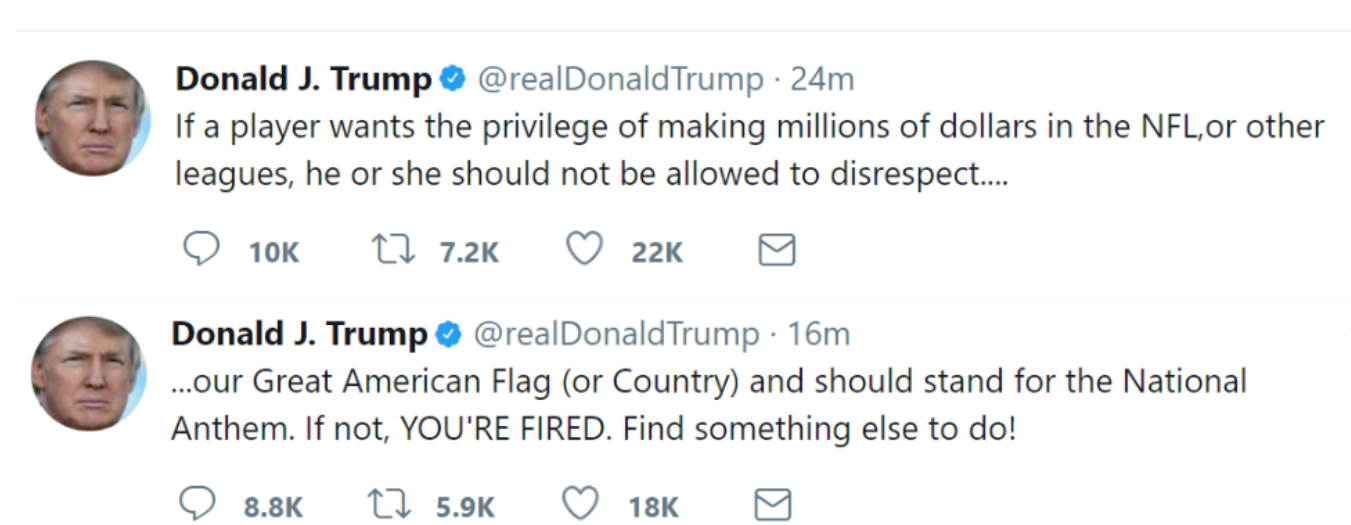 Donald J. Trump @realDonaldTrump · 24m
If a player wants the privilege of making millions of dollars in the NFL,or other
leagues, he or she should not be allowed to disrespect....
10K 7.2K 22K
Donald J. Trump @realDonaldTrump · 16m
...our Great American Flag (or Country) and should stand for the National
Anthem. If not, YOU'RE FIRED. Find something else to do!
8.8K 5.9K 18K